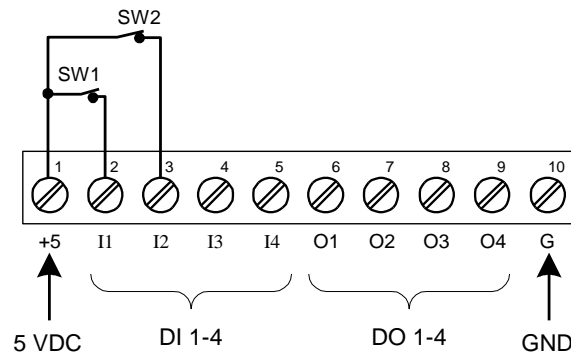 SW2
SW1
1 2 3 4 5 6 7 8 9 10
+5 I1 I2 I3 I4 O1 O2 O3 O4 G
5 VDC DI 1-4 DO 1-4 GND